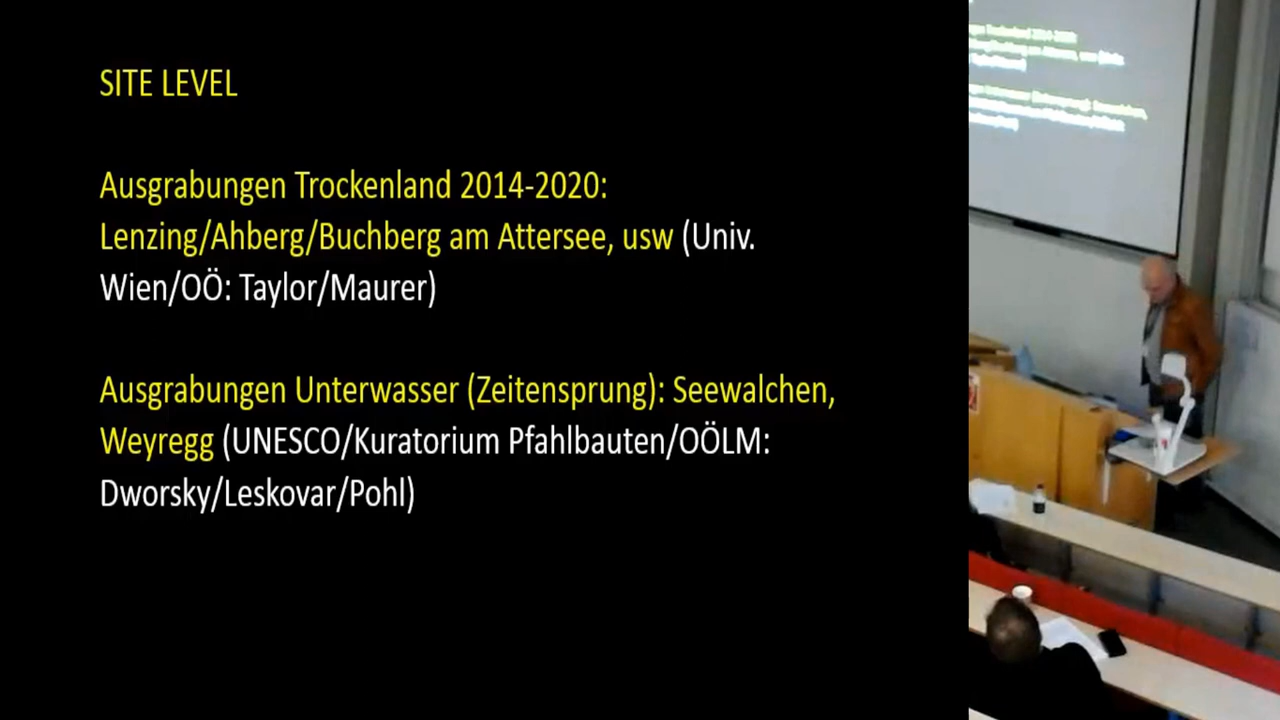 SITE LEVEL
Ausgrabungen Trockenland 2014-2020:
Lenzing/Ahberg/Buchberg am Attersee, usw (Univ.
Wien/OÖ: Taylor/Maurer)
Ausgrabungen Unterwasser (Zeitensprung): Seewalchen,
Weyregg (UNESCO/Kuratorium Pfahlbauten/OÖLM:
Dworsky/Leskovar/Pohl)